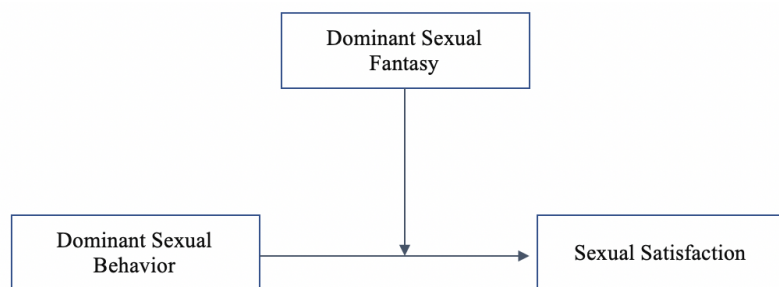 Dominant Sexual
Fantasy
Dominant Sexual
Behavior
Sexual Satisfaction